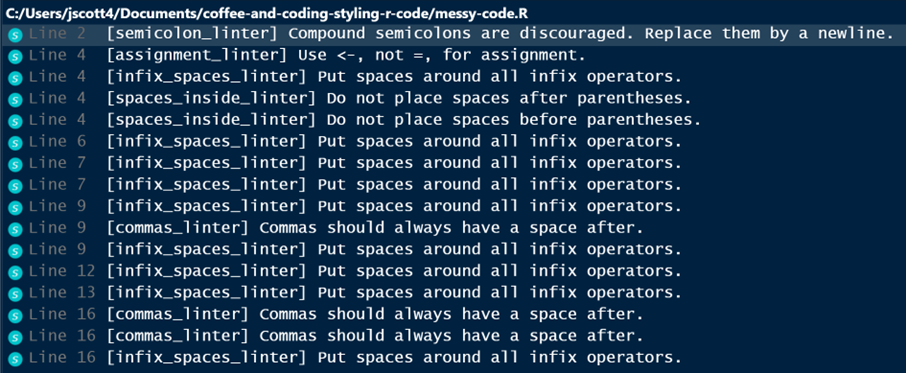 C:/Users/jscott4/Documents/coffee-and-coding-styling-r-code/messy-code.R
S Line 2 [semicolon_linter] Compound semicolons are discouraged. Replace them by a newline.
S Line 4 [assignment_linter] Use <-, not =, for assignment.
S Line 4 [infix_spaces_linter] Put spaces around all infix operators.
S Line 4 [spaces_inside_linter] Do not place spaces after parentheses.
S Line 4 [spaces_inside_linter] Do not place spaces before parentheses.
S Line 6 [infix_spaces_linter] Put spaces around all infix operators.
S Line 7 [infix_spaces_linter] Put spaces around all infix operators.
S Line 7 [infix_spaces_linter] Put spaces around all infix operators.
S Line 9 [infix_spaces_linter] Put spaces around all infix operators.
S Line 9 [commas_linter] Commas should always have a space after.
S Line 9 [infix_spaces_linter] Put spaces around all infix operators.
S Line 12 [infix_spaces_linter] Put spaces around all infix operators.
S Line 13 [infix_spaces_linter] Put spaces around all infix operators.
S Line 16 [commas_linter] Commas should always have a space after.
S Line 16 [commas_linter] Commas should always have a space after.
S Line 16 [infix_spaces_linter] Put spaces around all infix operators.